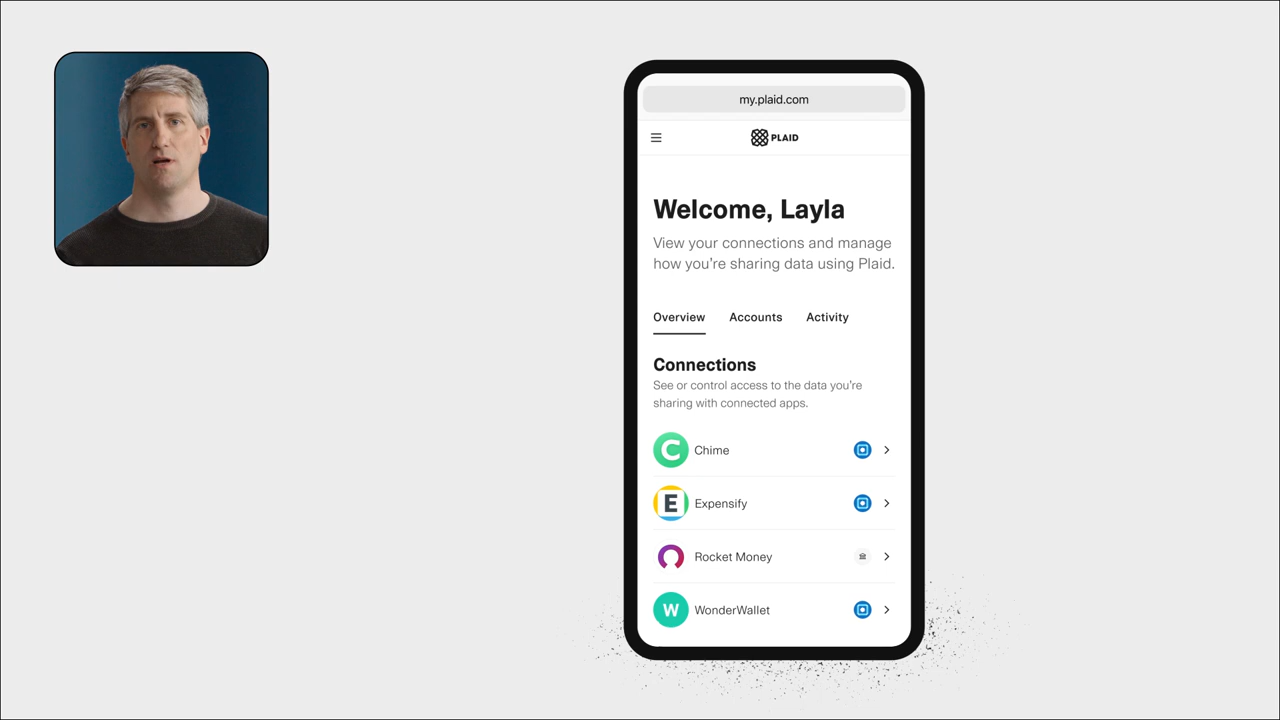 my.plaid.com
PLAID
Welcome, Layla
View your connections and manage
how you're sharing data using Plaid.
Overview Accounts Activity
Connections
See or control access to the data you're
sharing with connected apps.
C Chime
E Expensify
Rocket Money
W WonderWallet